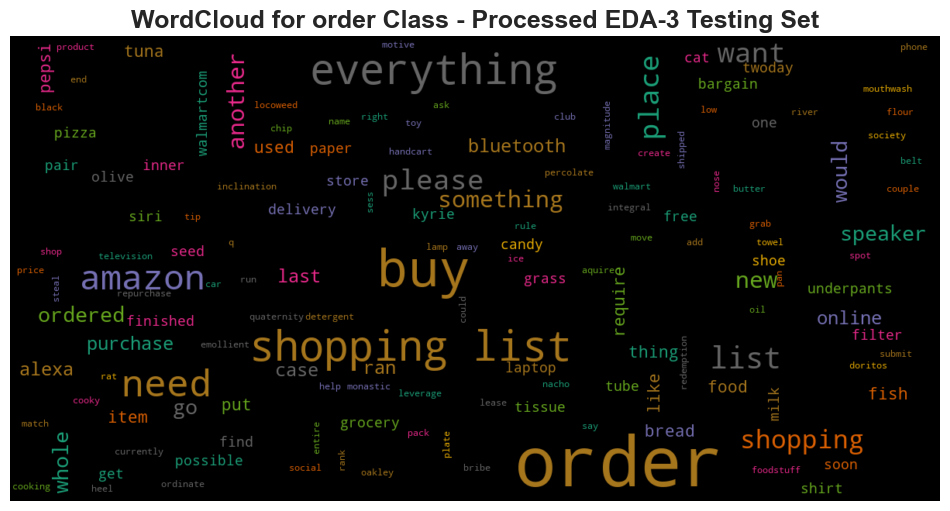 WordCloud for order Class - Processed EDA-3 Testing Set
product
motive
phone
pepsi
tuna
everything
want
cat
twoday
end
walmartcom
another
place
bargain
mouthwash
black
locoweed
ask
low
river
flour
pizza
chip
name
right
toy
club
magnitude
one
society
used
paper
handcart
bluetooth
create
shipped
would
pair
inner
olive
store
please
percolate
nose
belt
inclination
sess
walmart
butter
couple
siri
tip
delivery
kyrie
something
integral
free
grab
rule
move
add
towel
speaker
shop
television
seed
q
lamp
away
candy
ice
shoe
spot
price
steal
amazon
car
run
last
buy
grass
aquire
require
new
pan
underpants
repurchase
could
oil
ordered
finished
quaternity
detergent
online
filter
purchase
emollient
shopping list
thing
redemption
list
submit
alexa
rat
need
case
ran
laptop
doritos
cooky
help monastic
leverage
nacho
tube
like
food
milk
fish
item
go
put
lease
tissue
match
grocery
entire
pack
plate
say
bread
shopping
whole
currently
find
order
get
possible
social
rank
oakley
bribe
foodstuff
soon
cooking
heel
ordinate
shirt